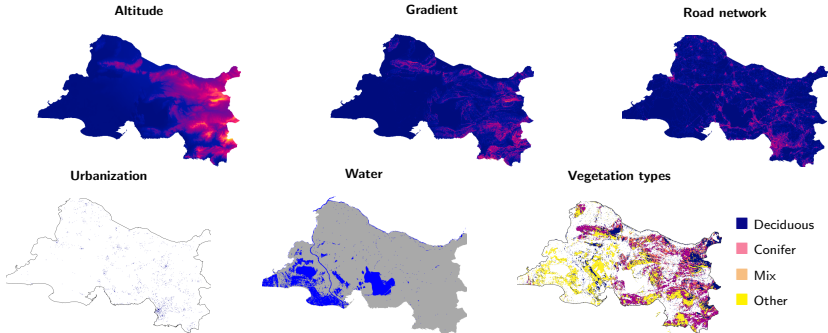 Altitude
Gradient
Road network
Urbanization
Water
Vegetation types
Deciduous
Conifer
Mix
Other